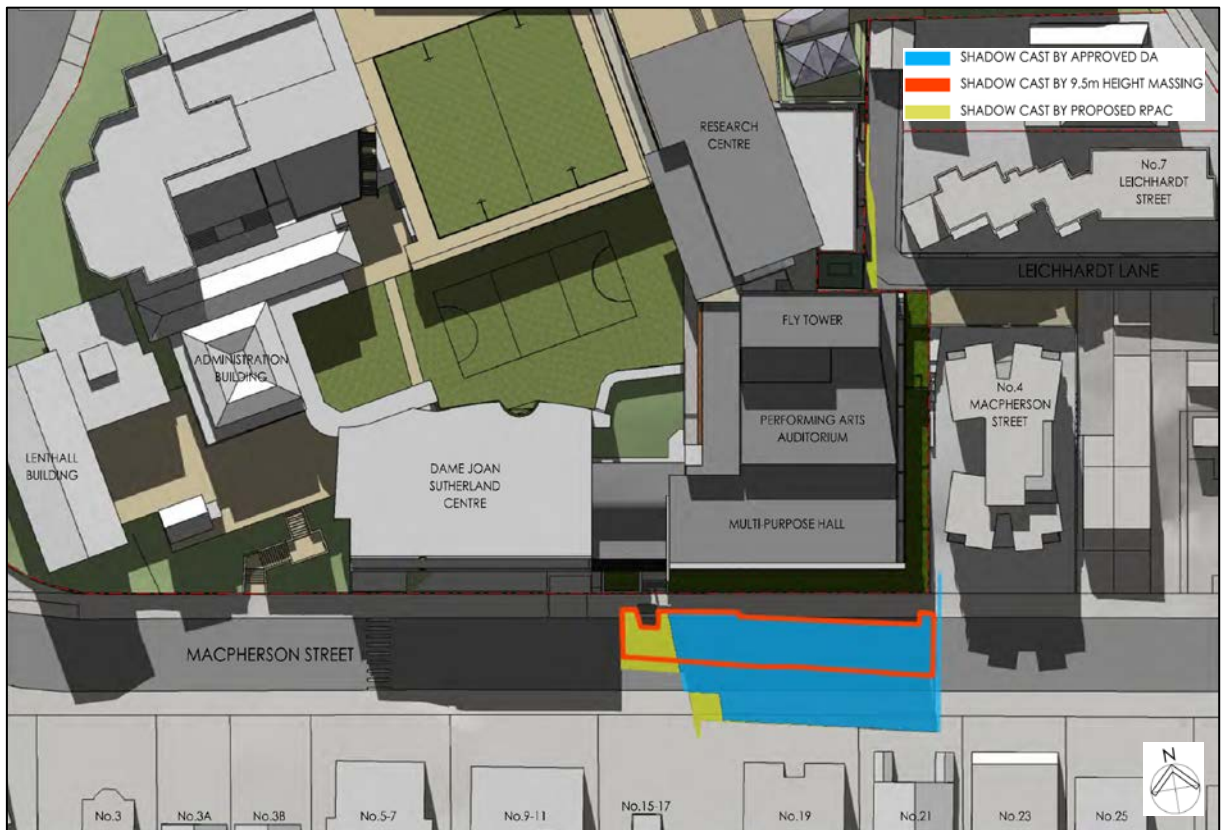 SHADOW CAST BY APPROVED DA
SHADOW CAST BY 9.5m HEIGHT MASSING
SHADOW CAST BY PROPOSED RPAC
RESEARCH
CENTRE
No.7
LEICHHARDT
STREET
LEICHHARDT LANE
FLY TOWER
ADMINISTRATION
BUILDING
No.4
MACPHERSON
STREET
PERFORMING ARTS
AUDITORIUM
LENTHALL
BUILDING
DAME JOAN
SUTHERLAND
CENTRE
MULTI-PURPOSE HALL
MACPHERSON STREET
N
No.3
No.3A
No.3B
No.5-7
No.9-11
No.15-17
No.19
No.21
No.23
No.25